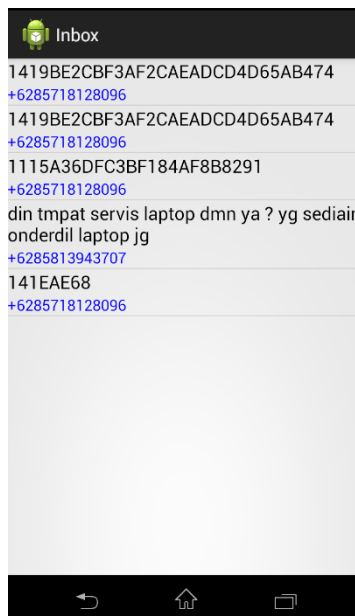 Inbox
1419BE2CBF3AF2CAEADCD4D65AB474
+6285718128096
1419BE2CBF3AF2CAEADCD4D65AB474
+6285718128096
1115A36DFC3BF184AF8B8291
+6285718128096
din tmpat servis laptop dmn ya ? yg sediain
onderdil laptop jg
+6285813943707
141EAE68
+6285718128096